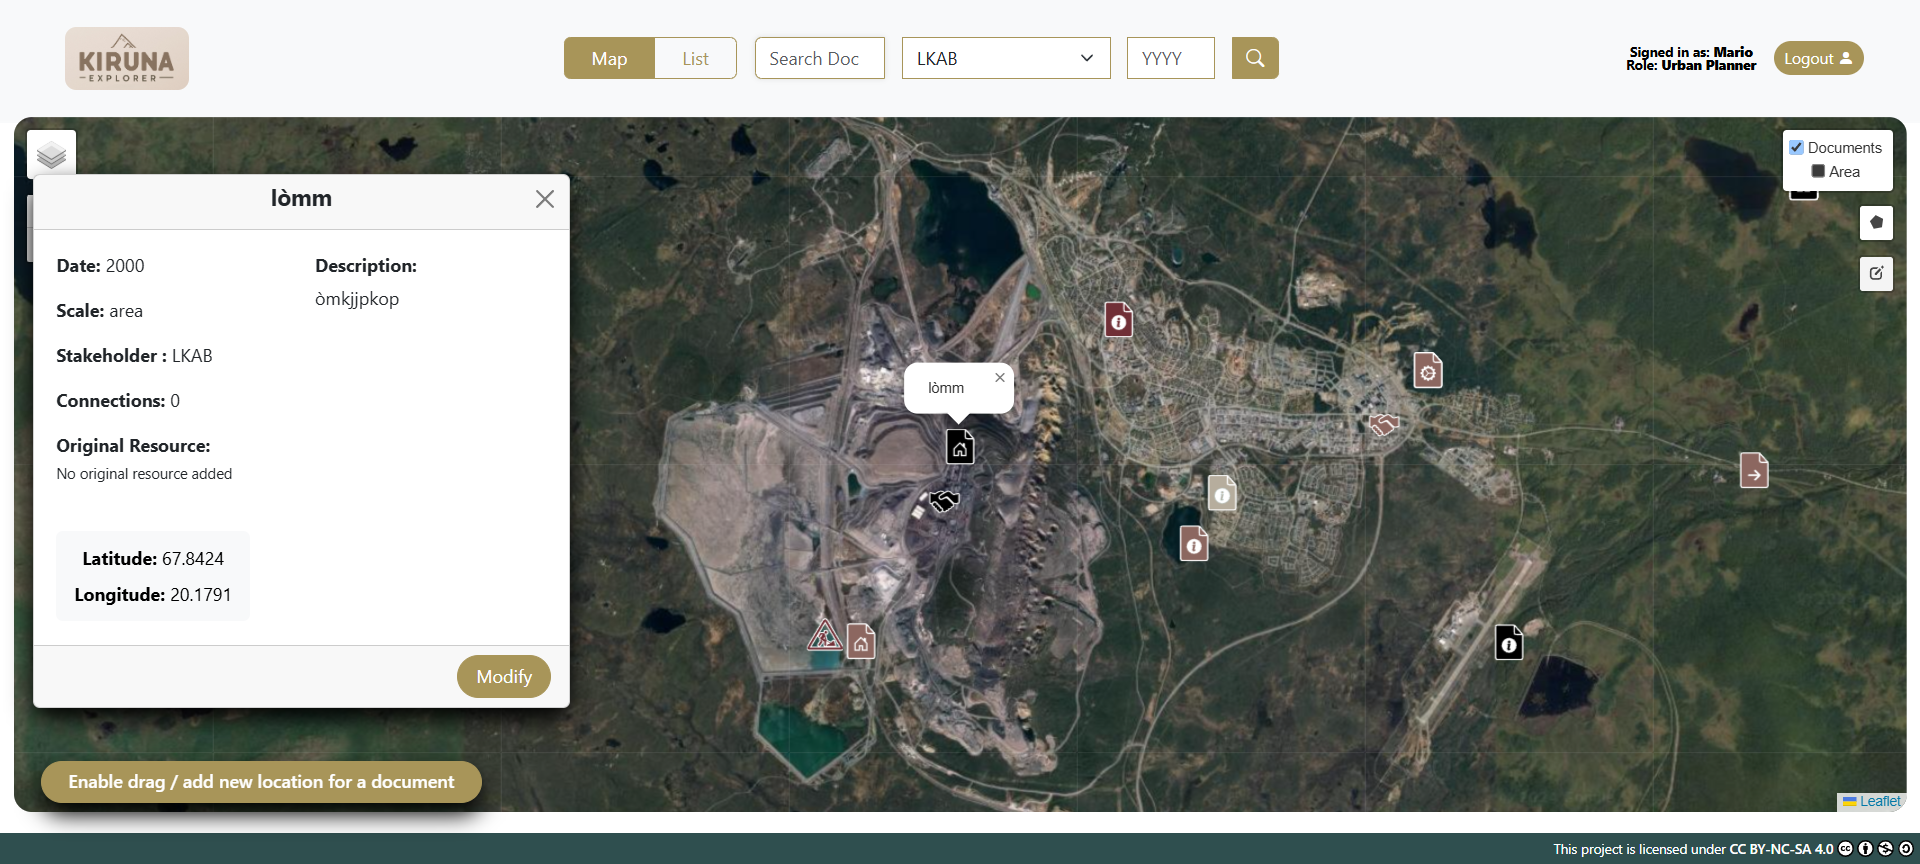 KIRUNA
EXPLORER
Map
List
Search Doc
LKAB
YYYY
Signed in as: Mario
Role: Urban Planner
Logout
Documents
Area
lòmm
Date: 2000
Scale: area
Stakeholder : LKAB
Connections: 0
Original Resource:
No original resource added
Description:
òmkjjpkop
Latitude: 67.8424
Longitude: 20.1791
Modify
lòmm
Enable drag / add new location for a document
Leaflet
This project is licensed under CC BY-NC-SA 4.0